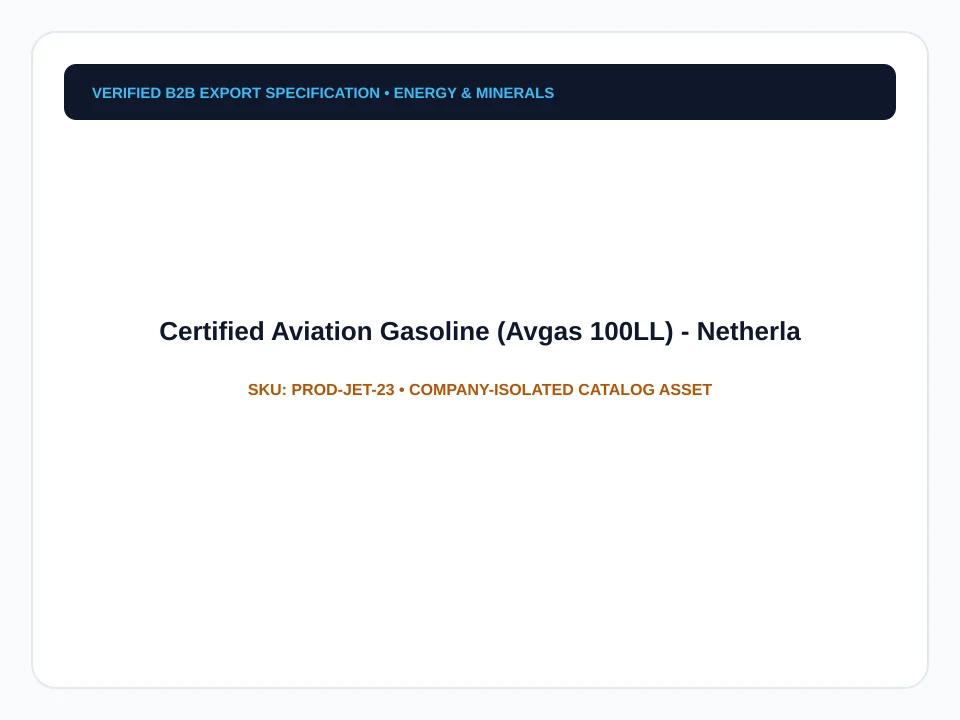 VERIFIED B2B EXPORT SPECIFICATION • ENERGY & MINERALS
Certified Aviation Gasoline (Avgas 100LL) - Netherla
SKU: PROD-JET-23 • COMPANY-ISOLATED CATALOG ASSET